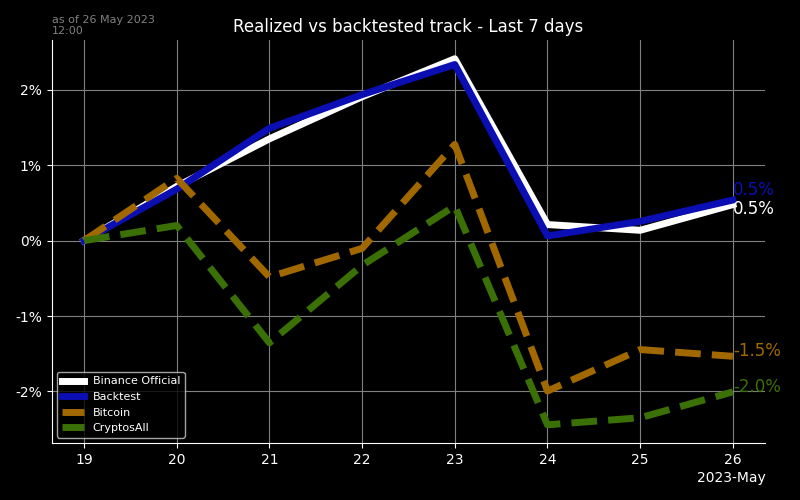 as of 26 May 2023
12:00
Realized vs backtested track - Last 7 days
2%
1%
0%
-1%
-2%
0.5%
0.5%
-1.5%
-2.0%
Binance Official
Backtest
Bitcoin
CryptosAll
19 20 21 22 23 24 25 26
2023-May